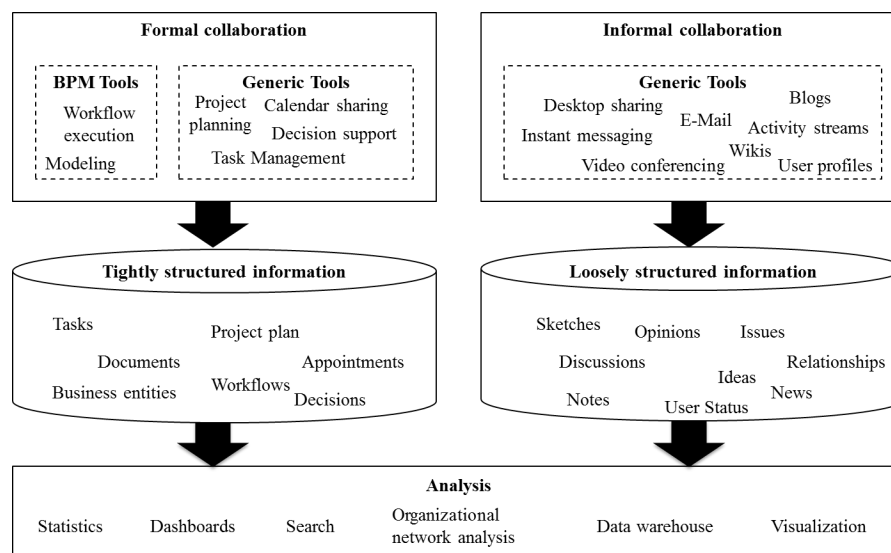 Formal collaboration
BPM Tools
Workflow
execution
Modeling
Generic Tools
Project
planning
Calendar sharing
Decision support
Task Management
Informal collaboration
Generic Tools
Blogs
Desktop sharing
E-Mail
Instant messaging
Activity streams
Wikis
Video conferencing
User profiles
Tightly structured information
Tasks
Project plan
Documents
Appointments
Business entities
Workflows
Decisions
Loosely structured information
Sketches
Opinions
Issues
Discussions
Relationships
Ideas
Notes
News
User Status
Analysis
Statistics
Dashboards
Search
Organizational
network analysis
Data warehouse
Visualization